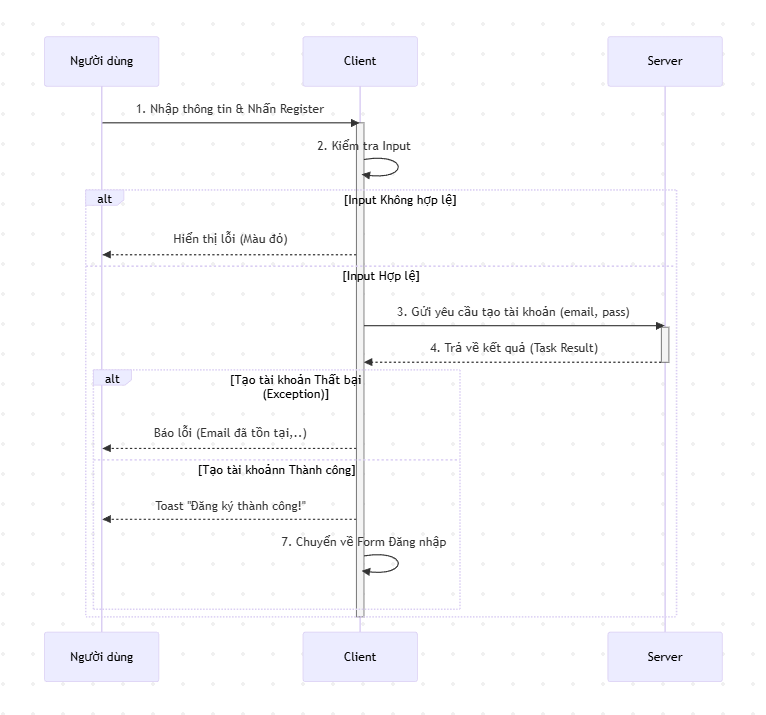 Người dùng
Client
Server
1. Nhập thông tin & Nhấn Register
2. Kiểm tra Input
alt
[Input Không hợp lệ]
Hiển thị lỗi (Màu đỏ)
[Input Hợp lệ]
3. Gửi yêu cầu tạo tài khoản (email, pass)
4. Trả về kết quả (Task Result)
alt
[Tạo tài khoản Thất bại
(Exception)]
Báo lỗi (Email đã tồn tại,..)
[Tạo tài khoảnn Thành công]
Toast "Đăng ký thành công!"
7. Chuyển về Form Đăng nhập
Người dùng
Client
Server